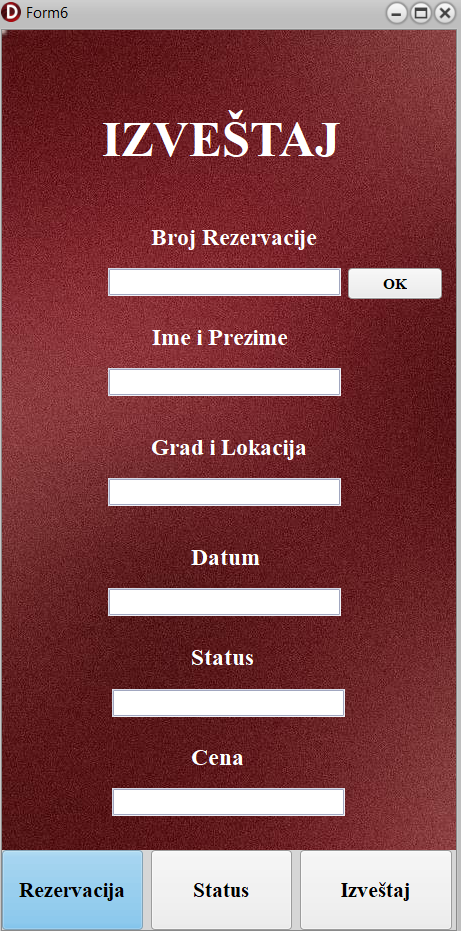 D Form6
IZVEŠTAJ
Broj Rezervacije
OK
Ime i Prezime
Grad i Lokacija
Datum
Status
Cena
Rezervacija Status Izveštaj